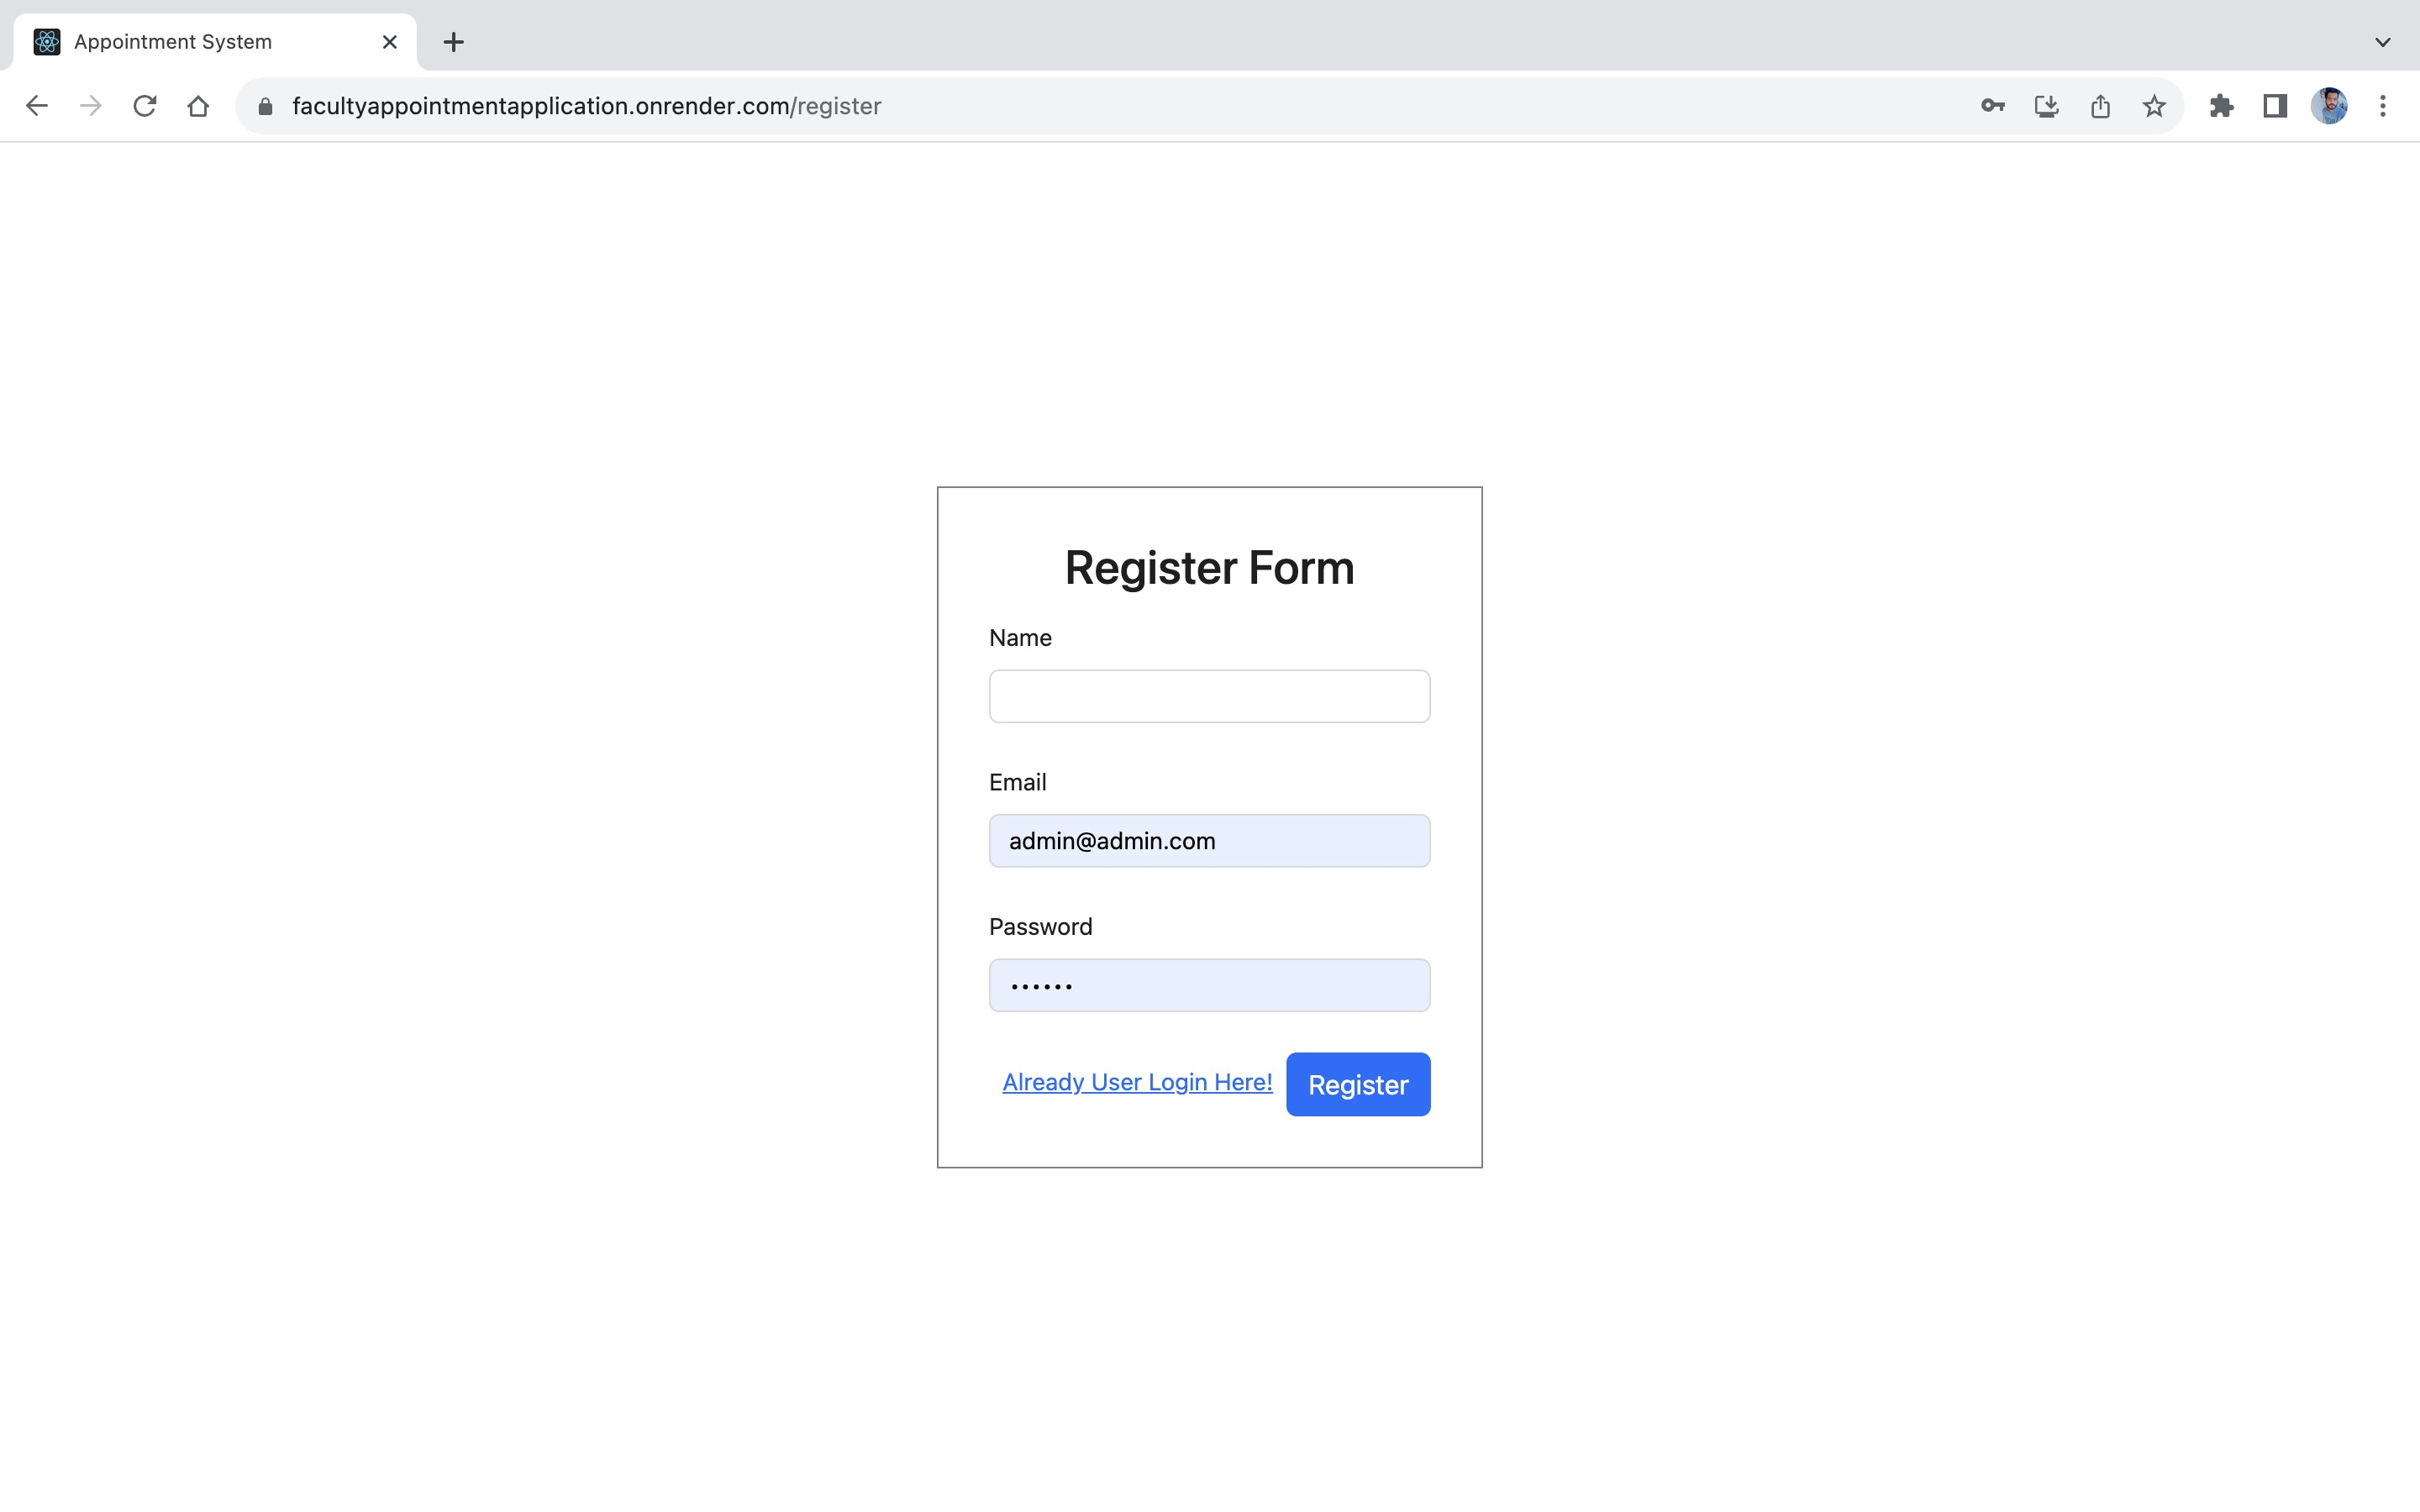 Appointment System
facultyappointmentapplication.onrender.com/register
Register Form
Name
Email
admin@admin.com
Password
••••••
Already User Login Here! Register